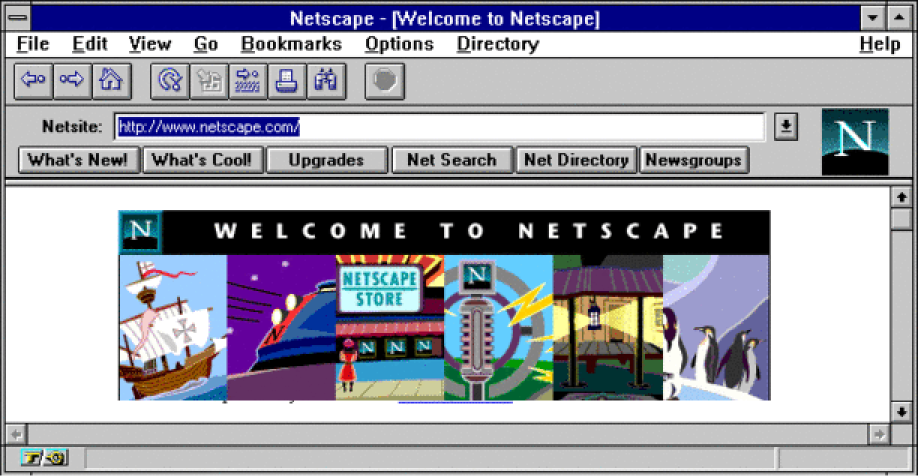 Netscape - [Welcome to Netscape]
File Edit View Go Bookmarks Options Directory Help
Netsite: http://www.netscape.com/
N
What's New! What's Cool! Upgrades Net Search Net Directory Newsgroups
N WELCOME TO NETSCAPE
NETSCAPE
STORE
N
N N N